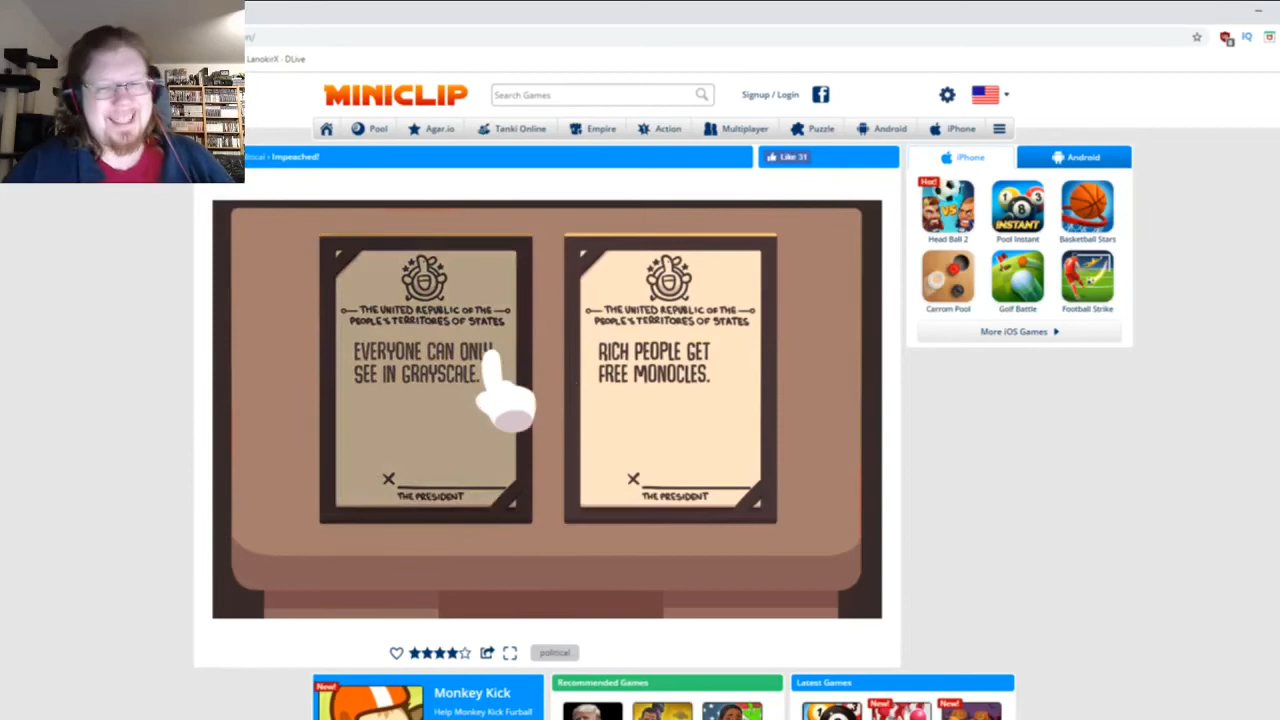 LanokirX - DLive
MINICLIP
Search Games
Signup / Login
Pool
Agar.io
Tanki Online
Empire
Action
Multiplayer
Puzzle
Android
iPhone
Impeached!
Like 31
iPhone
Android
Hot!
VS
INSTANT
Head Ball 2
Pool Instant
Basketball Stars
Carrom Pool
Golf Battle
Football Strike
More iOS Games
THE UNITED REPUBLIC OF THE
PEOPLE'S TERRITORES OF STATES
EVERYONE CAN ONLY
SEE IN GRAYSCALE.
X
THE PRESIDENT
THE UNITED REPUBLIC OF THE
PEOPLE'S TERRITORES OF STATES
RICH PEOPLE GET
FREE MONOCLES.
X
THE PRESIDENT
political
New!
Monkey Kick
Help Monkey Kick Furball
Recommended Games
Latest Games
New!
New!